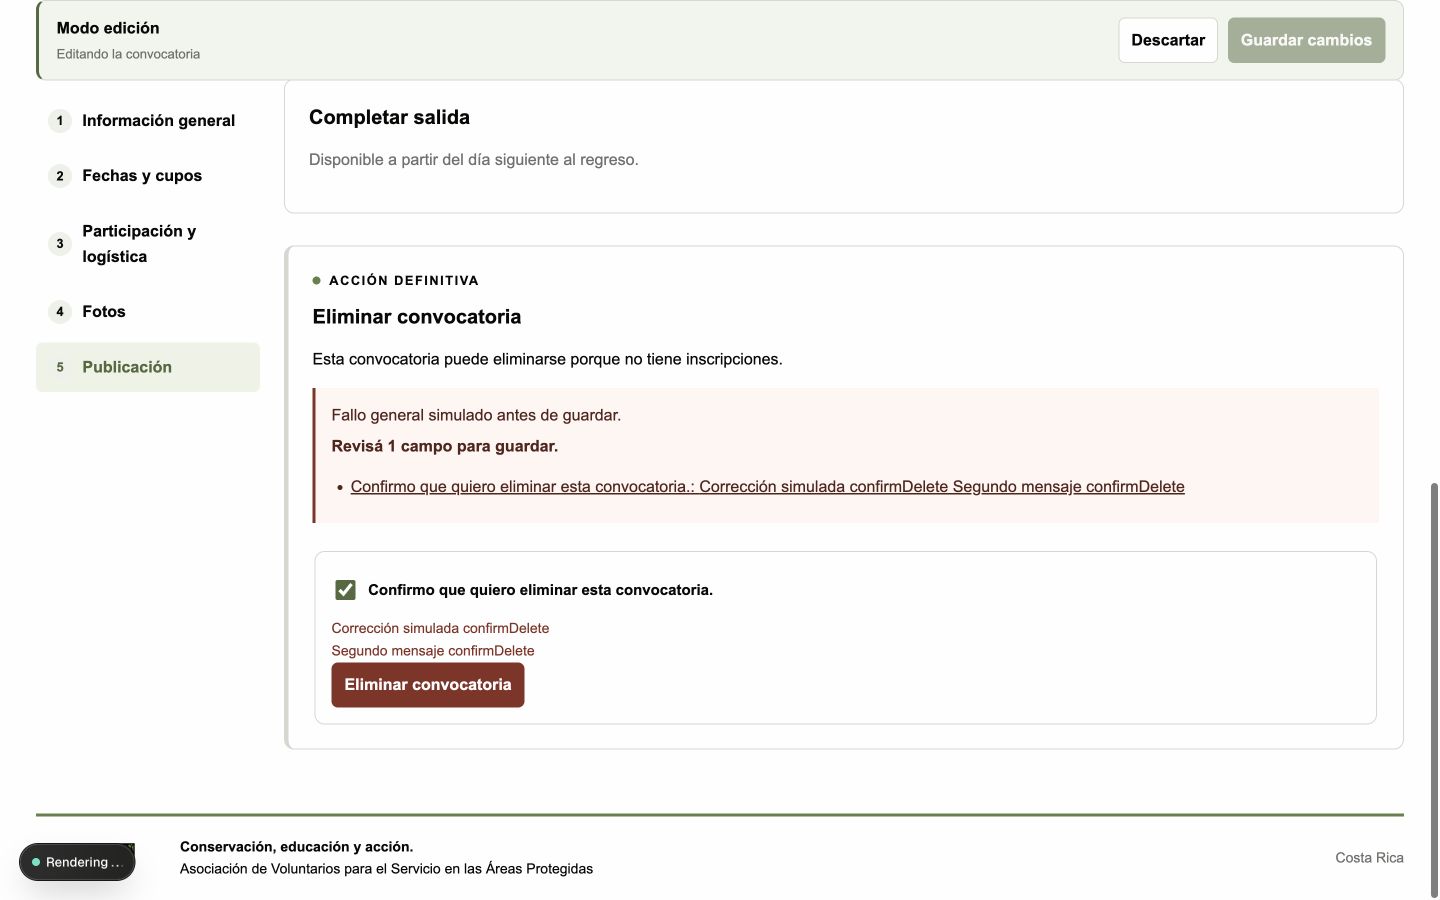 Modo edición
Editando la convocatoria
Descartar
Guardar cambios
1 Información general
2 Fechas y cupos
3 Participación y
logística
4 Fotos
5 Publicación
Completar salida
Disponible a partir del día siguiente al regreso.
ACCIÓN DEFINITIVA
Eliminar convocatoria
Esta convocatoria puede eliminarse porque no tiene inscripciones.
Fallo general simulado antes de guardar.
Revisá 1 campo para guardar.
• Confirmo que quiero eliminar esta convocatoria.: Corrección simulada confirmDelete Segundo mensaje confirmDelete
Confirmo que quiero eliminar esta convocatoria.
Corrección simulada confirmDelete
Segundo mensaje confirmDelete
Eliminar convocatoria
Rendering ...
Conservación, educación y acción.
Asociación de Voluntarios para el Servicio en las Áreas Protegidas
Costa Rica